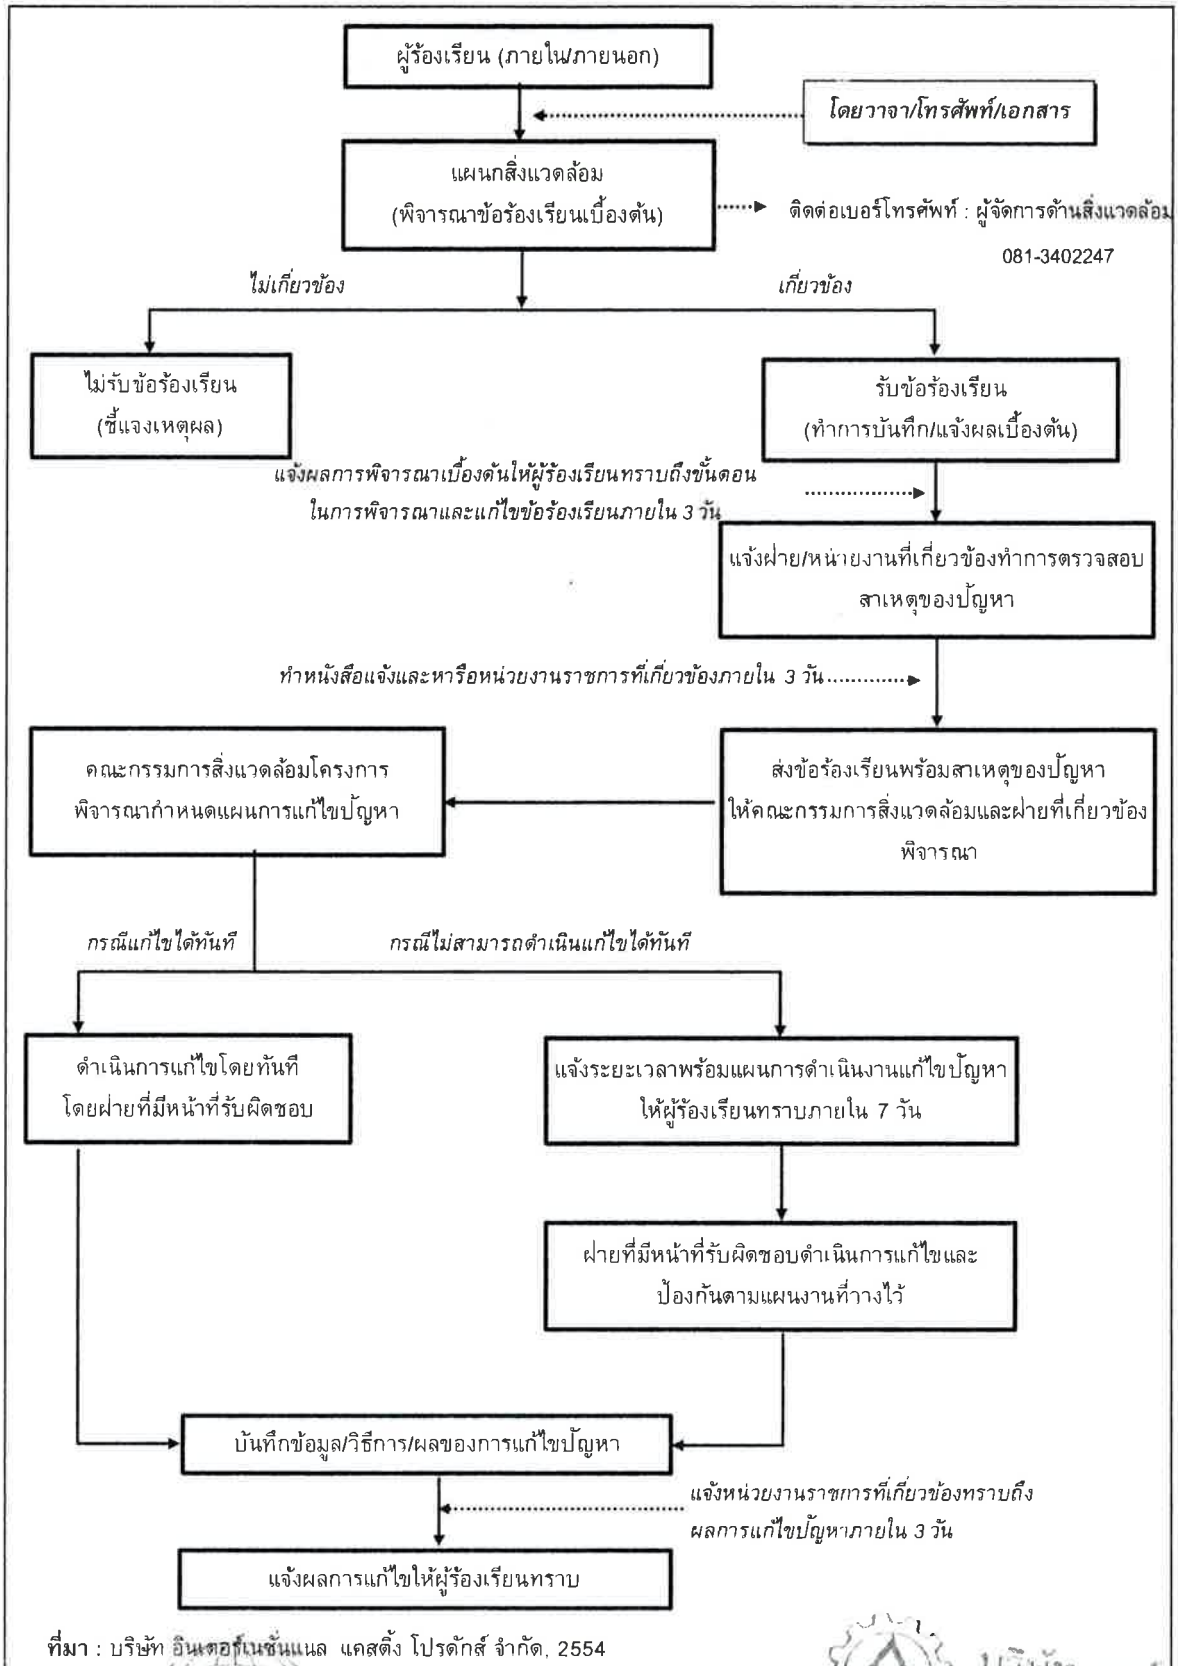 ผู้ร้องเรียน (ภายใน/ภายนอก)
โดยวาจา/โทรศัพท์/เอกสาร
แผนกสิ่งแวดล้อม
(พิจารณาข้อร้องเรียนเบื้องต้น)
ติดต่อเบอร์โทรศัพท์ : ผู้จัดการด้านสิ่งแวดล้อม
081-3402247
ไม่เกี่ยวข้อง
เกี่ยวข้อง
ไม่รับข้อร้องเรียน
(ชี้แจงเหตุผล)
รับข้อร้องเรียน
(ทำการบันทึก/แจ้งผลเบื้องต้น)
แจ้งผลการพิจารณาเบื้องต้นให้ผู้ร้องเรียนทราบถึงขั้นตอน
ในการพิจารณาและแก้ไขข้อร้องเรียนภายใน 3 วัน
แจ้งฝ่าย/หน่วยงานที่เกี่ยวข้องทำการตรวจสอบ
สาเหตุของปัญหา
ทำหนังสือแจ้งและหารือหน่วยงานราชการที่เกี่ยวข้องภายใน 3 วัน
คณะกรรมการสิ่งแวดล้อมโครงการ
พิจารณากำหนดแผนการแก้ไขปัญหา
ส่งข้อร้องเรียนพร้อมสาเหตุของปัญหา
ให้คณะกรรมการสิ่งแวดล้อมและฝ่ายที่เกี่ยวข้อง
พิจารณา
กรณีแก้ไขได้ทันที
กรณีไม่สามารถดำเนินแก้ไขได้ทันที
ดำเนินการแก้ไขโดยทันที
โดยฝ่ายที่มีหน้าที่รับผิดชอบ
แจ้งระยะเวลาพร้อมแผนการดำเนินงานแก้ไขปัญหา
ให้ผู้ร้องเรียนทราบภายใน 7 วัน
ฝ่ายที่มีหน้าที่รับผิดชอบดำเนินการแก้ไขและ
ป้องกันตามแผนงานที่วางไว้
บันทึกข้อมูล/วิธีการ/ผลของการแก้ไขปัญหา
แจ้งหน่วยงานราชการที่เกี่ยวข้องทราบถึง
ผลการแก้ไขปัญหาภายใน 3 วัน
แจ้งผลการแก้ไขให้ผู้ร้องเรียนทราบ
ที่มา : บริษัท อินเตอร์เนชั่นแนล แคสติ้ง โปรดักส์ จำกัด, 2554